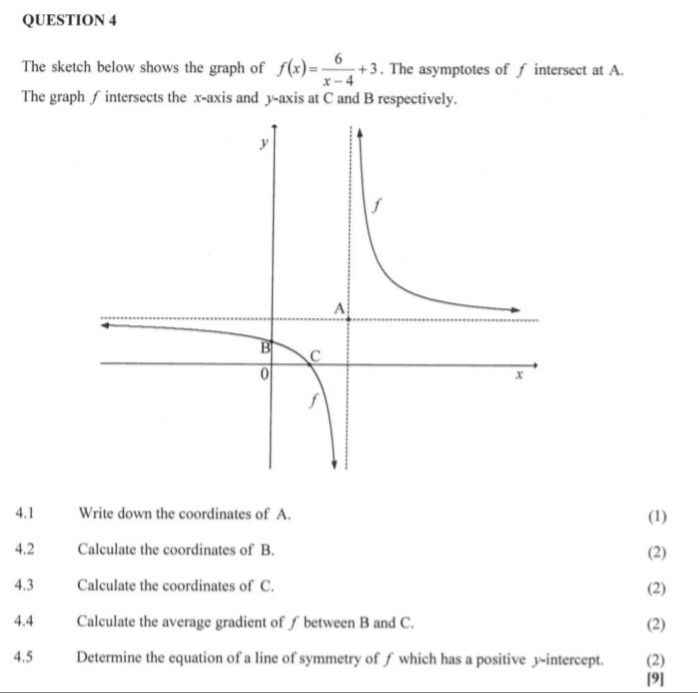 QUESTION 4
The sketch below shows the graph of f(x) = 6/(x − 4) + 3. The asymptotes of f intersect at A.
The graph f intersects the x-axis and y-axis at C and B respectively.
y
f
A
B
C
0
x
f
4.1 Write down the coordinates of A. (1)
4.2 Calculate the coordinates of B. (2)
4.3 Calculate the coordinates of C. (2)
4.4 Calculate the average gradient of f between B and C. (2)
4.5 Determine the equation of a line of symmetry of f which has a positive y-intercept. (2)
[9]